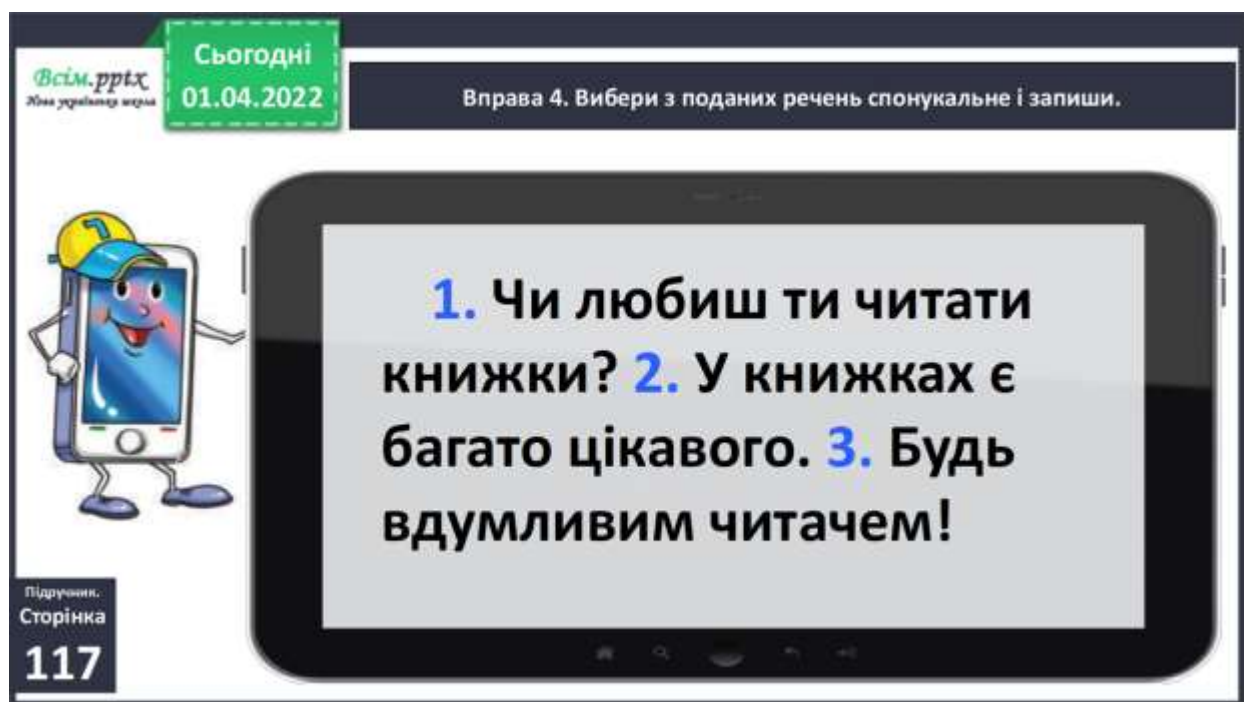 Всім.pptx
Нова українська школа
Сьогодні
01.04.2022
Вправа 4. Вибери з поданих речень спонукальне і запиши.
1. Чи любиш ти читати
книжки? 2. У книжках є
багато цікавого. 3. Будь
вдумливим читачем!
Підручник.
Сторінка
117